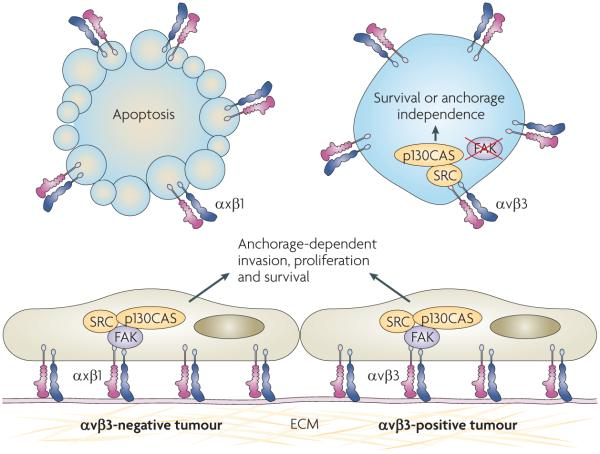 Apoptosis
αxβ1
Survival or anchorage
independence
p130CAS
FAK
SRC
αvβ3
Anchorage-dependent
invasion, proliferation
and survival
SRC
p130CAS
FAK
αxβ1
SRC
p130CAS
FAK
αvβ3
αvβ3-negative tumour
ECM
αvβ3-positive tumour